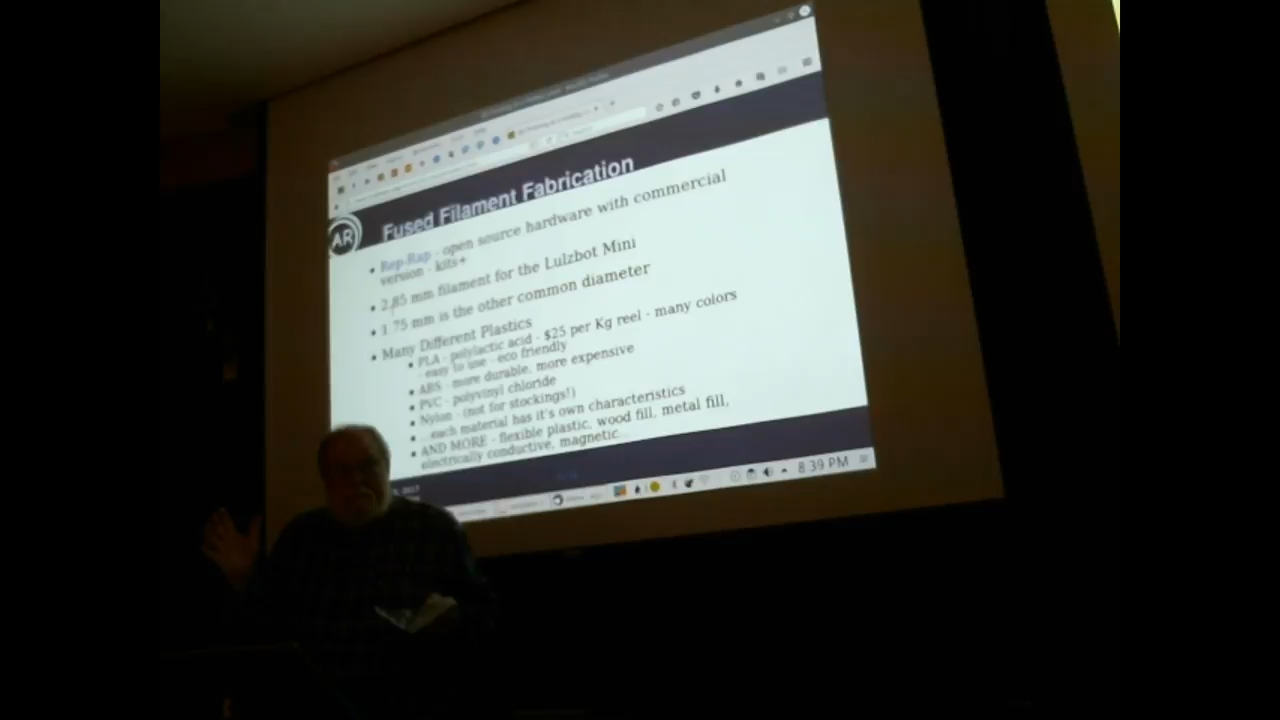 Fused Filament Fabrication
AR
• Rep-Rap - open source hardware with commercial
version - kits+
• 2.85 mm filament for the Lulzbot Mini
• 1.75 mm is the other common diameter
• Many Different Plastics
• PLA - polylactic acid - $25 per Kg reel - many colors
- easy to use - eco friendly
• ABS - more durable, more expensive
• PVC - polyvinyl chloride
• Nylon - (not for stockings!)
• ...each material has it's own characteristics
• AND MORE - flexible plastic, wood fill, metal fill,
electrically conductive, magnetic...
8:39 PM